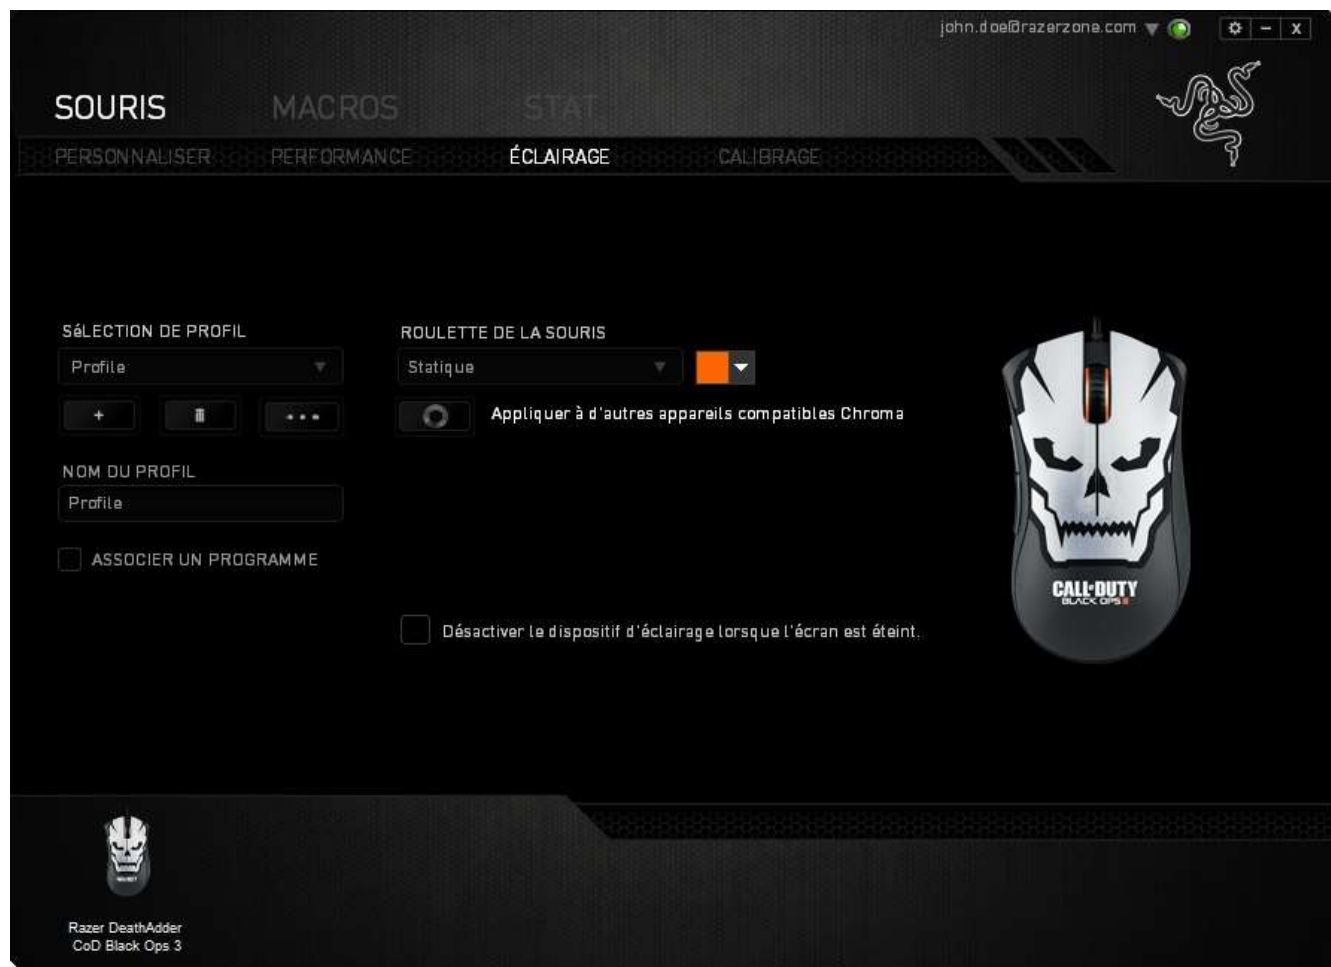 john.doe@razerzone.com
SOURIS MACROS STAT
PERSONNALISER PERFORMANCE ÉCLAIRAGE CALIBRAGE
SéLECTION DE PROFIL
ROULETTE DE LA SOURIS
Profile
Statique
Appliquer à d'autres appareils compatibles Chroma
NOM DU PROFIL
Profile
ASSOCIER UN PROGRAMME
Désactiver le dispositif d'éclairage lorsque l'écran est éteint.
CALL OF DUTY
BLACK OPS III
Razer DeathAdder
CoD Black Ops 3